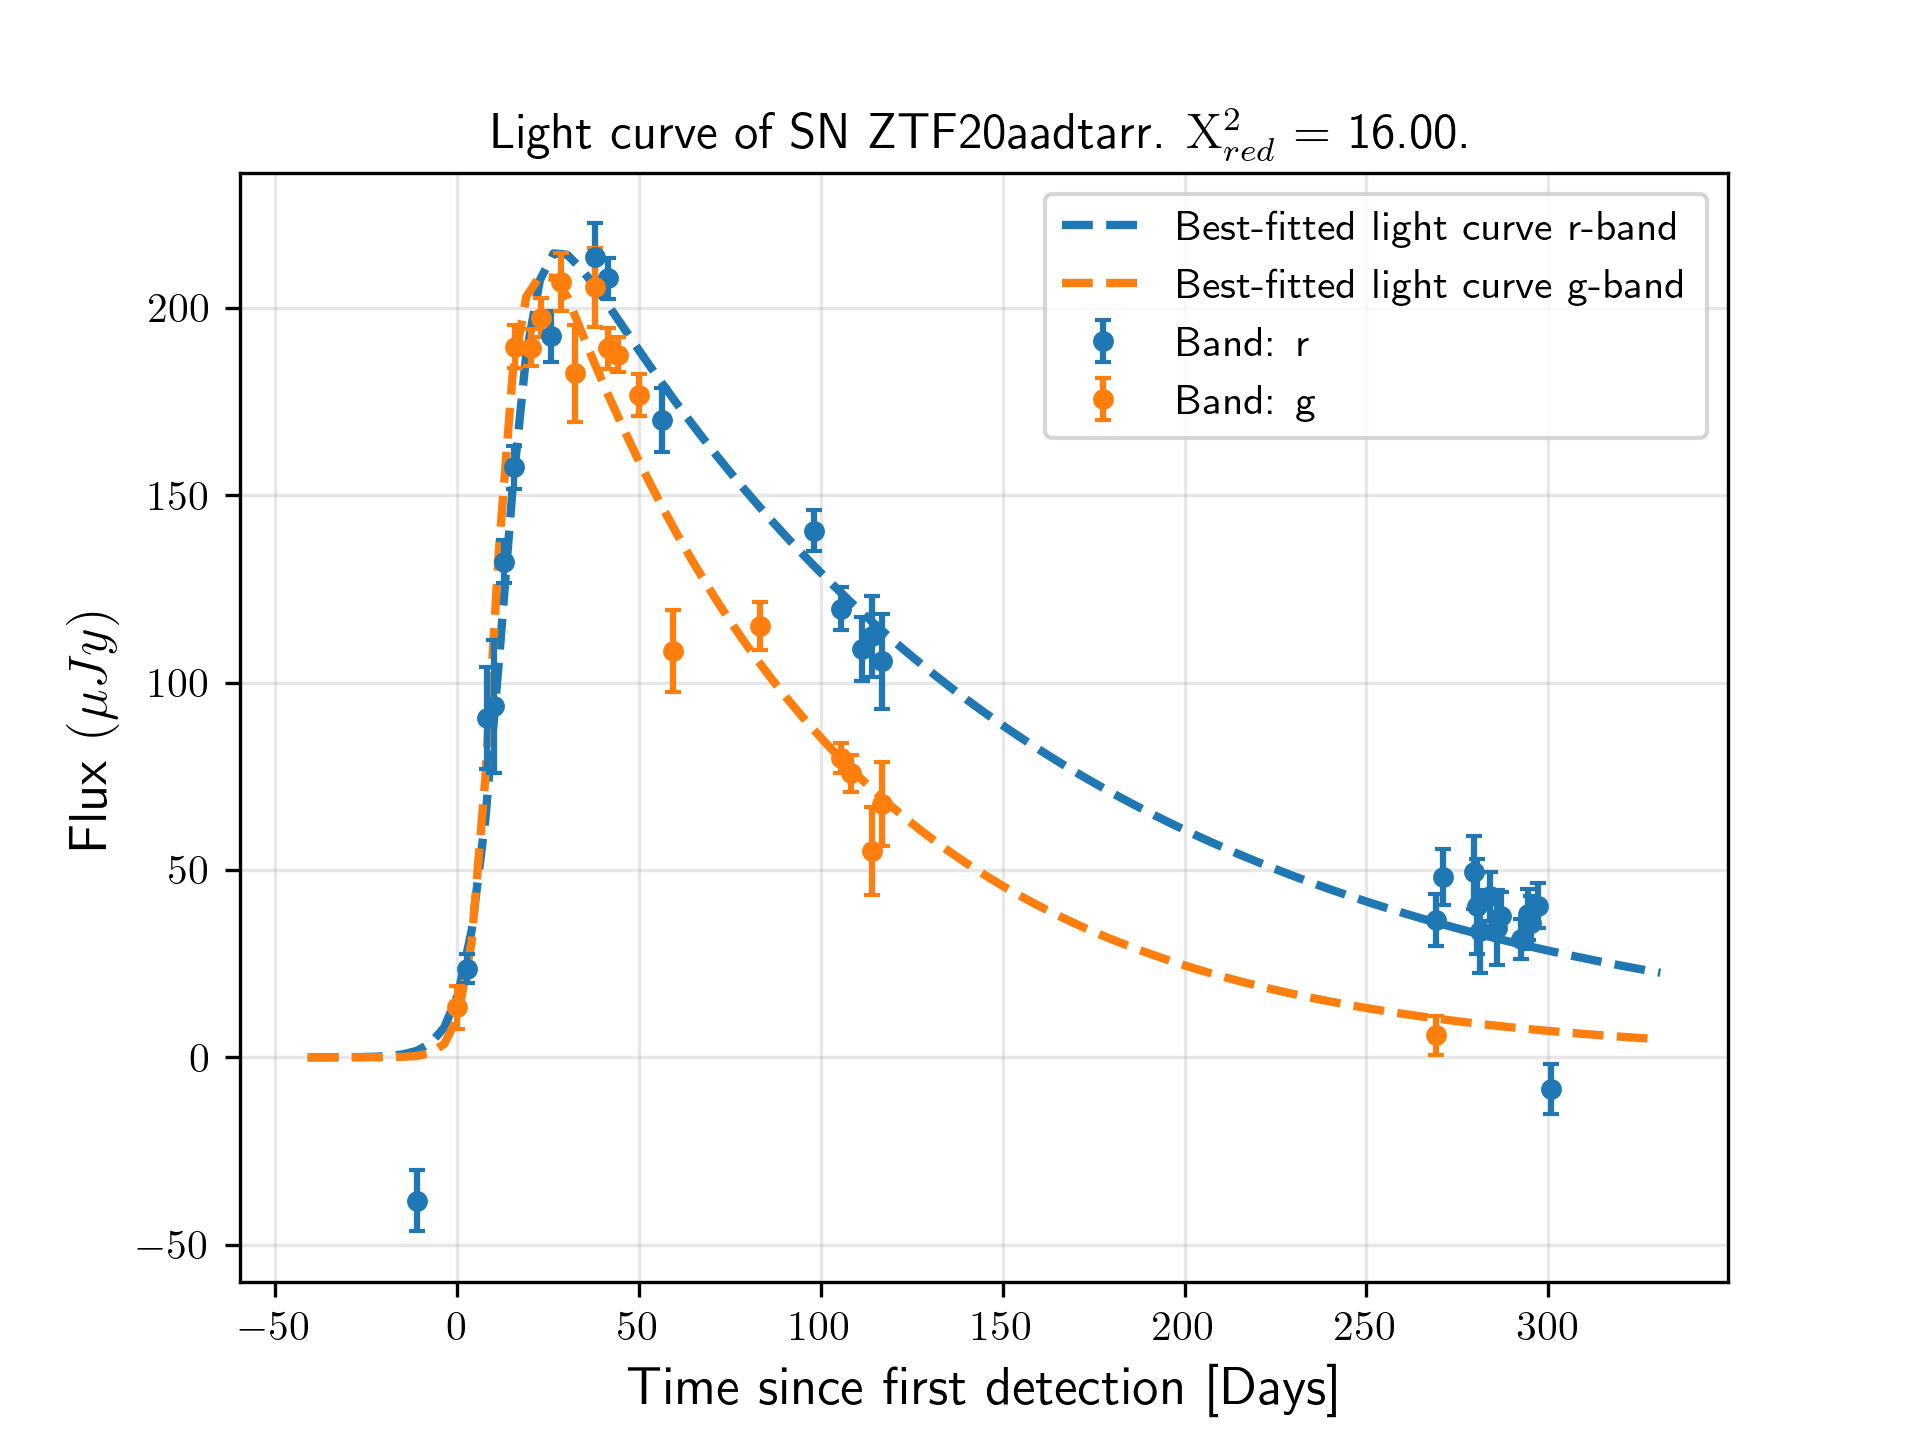 Light curve of SN ZTF20aadtarr. X²_red = 16.00.
Best-fitted light curve r-band
Best-fitted light curve g-band
Band: r
Band: g
Flux (μJy)
200
150
100
50
0
−50
−50 0 50 100 150 200 250 300
Time since first detection [Days]